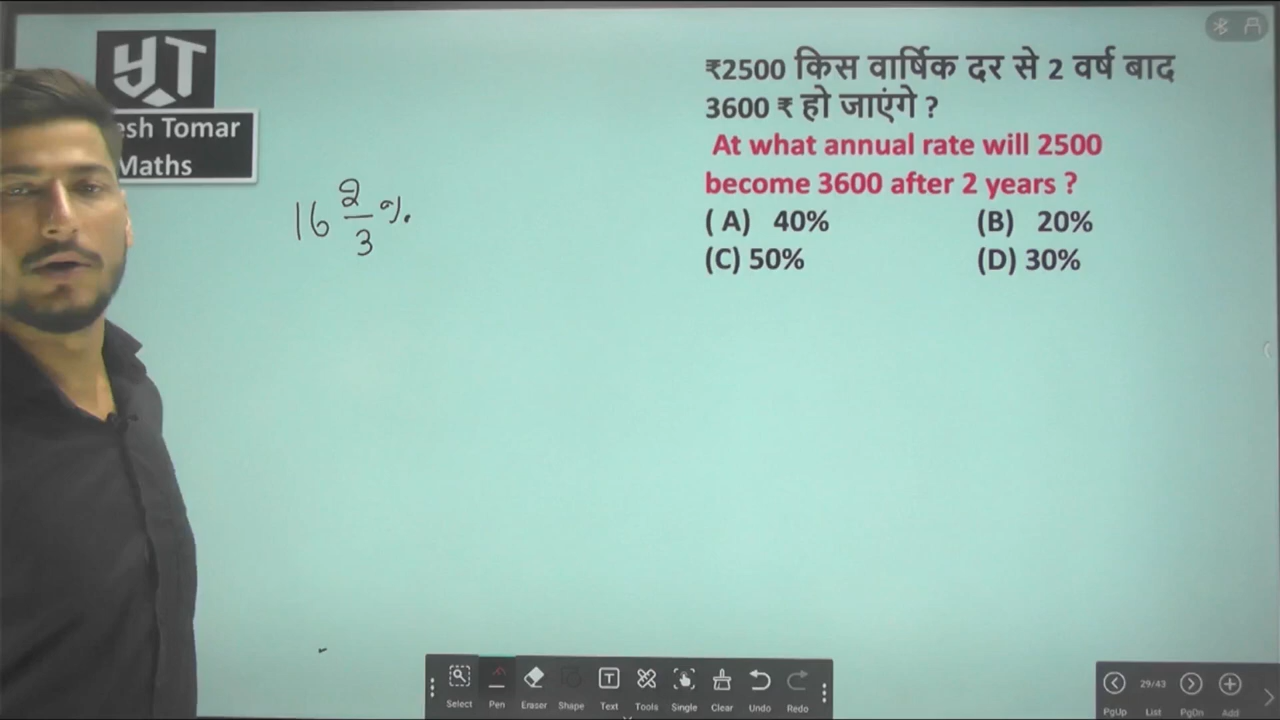 YT
esh Tomar
Maths
16 2/3 %
₹2500 किस वार्षिक दर से 2 वर्ष बाद
3600 ₹ हो जाएंगे ?
At what annual rate will 2500
become 3600 after 2 years ?
( A) 40% (B) 20%
(C) 50% (D) 30%
Select Pen Eraser Shape Text Tools Single Clear Undo Redo
29/43
PgUp List PgDn Add